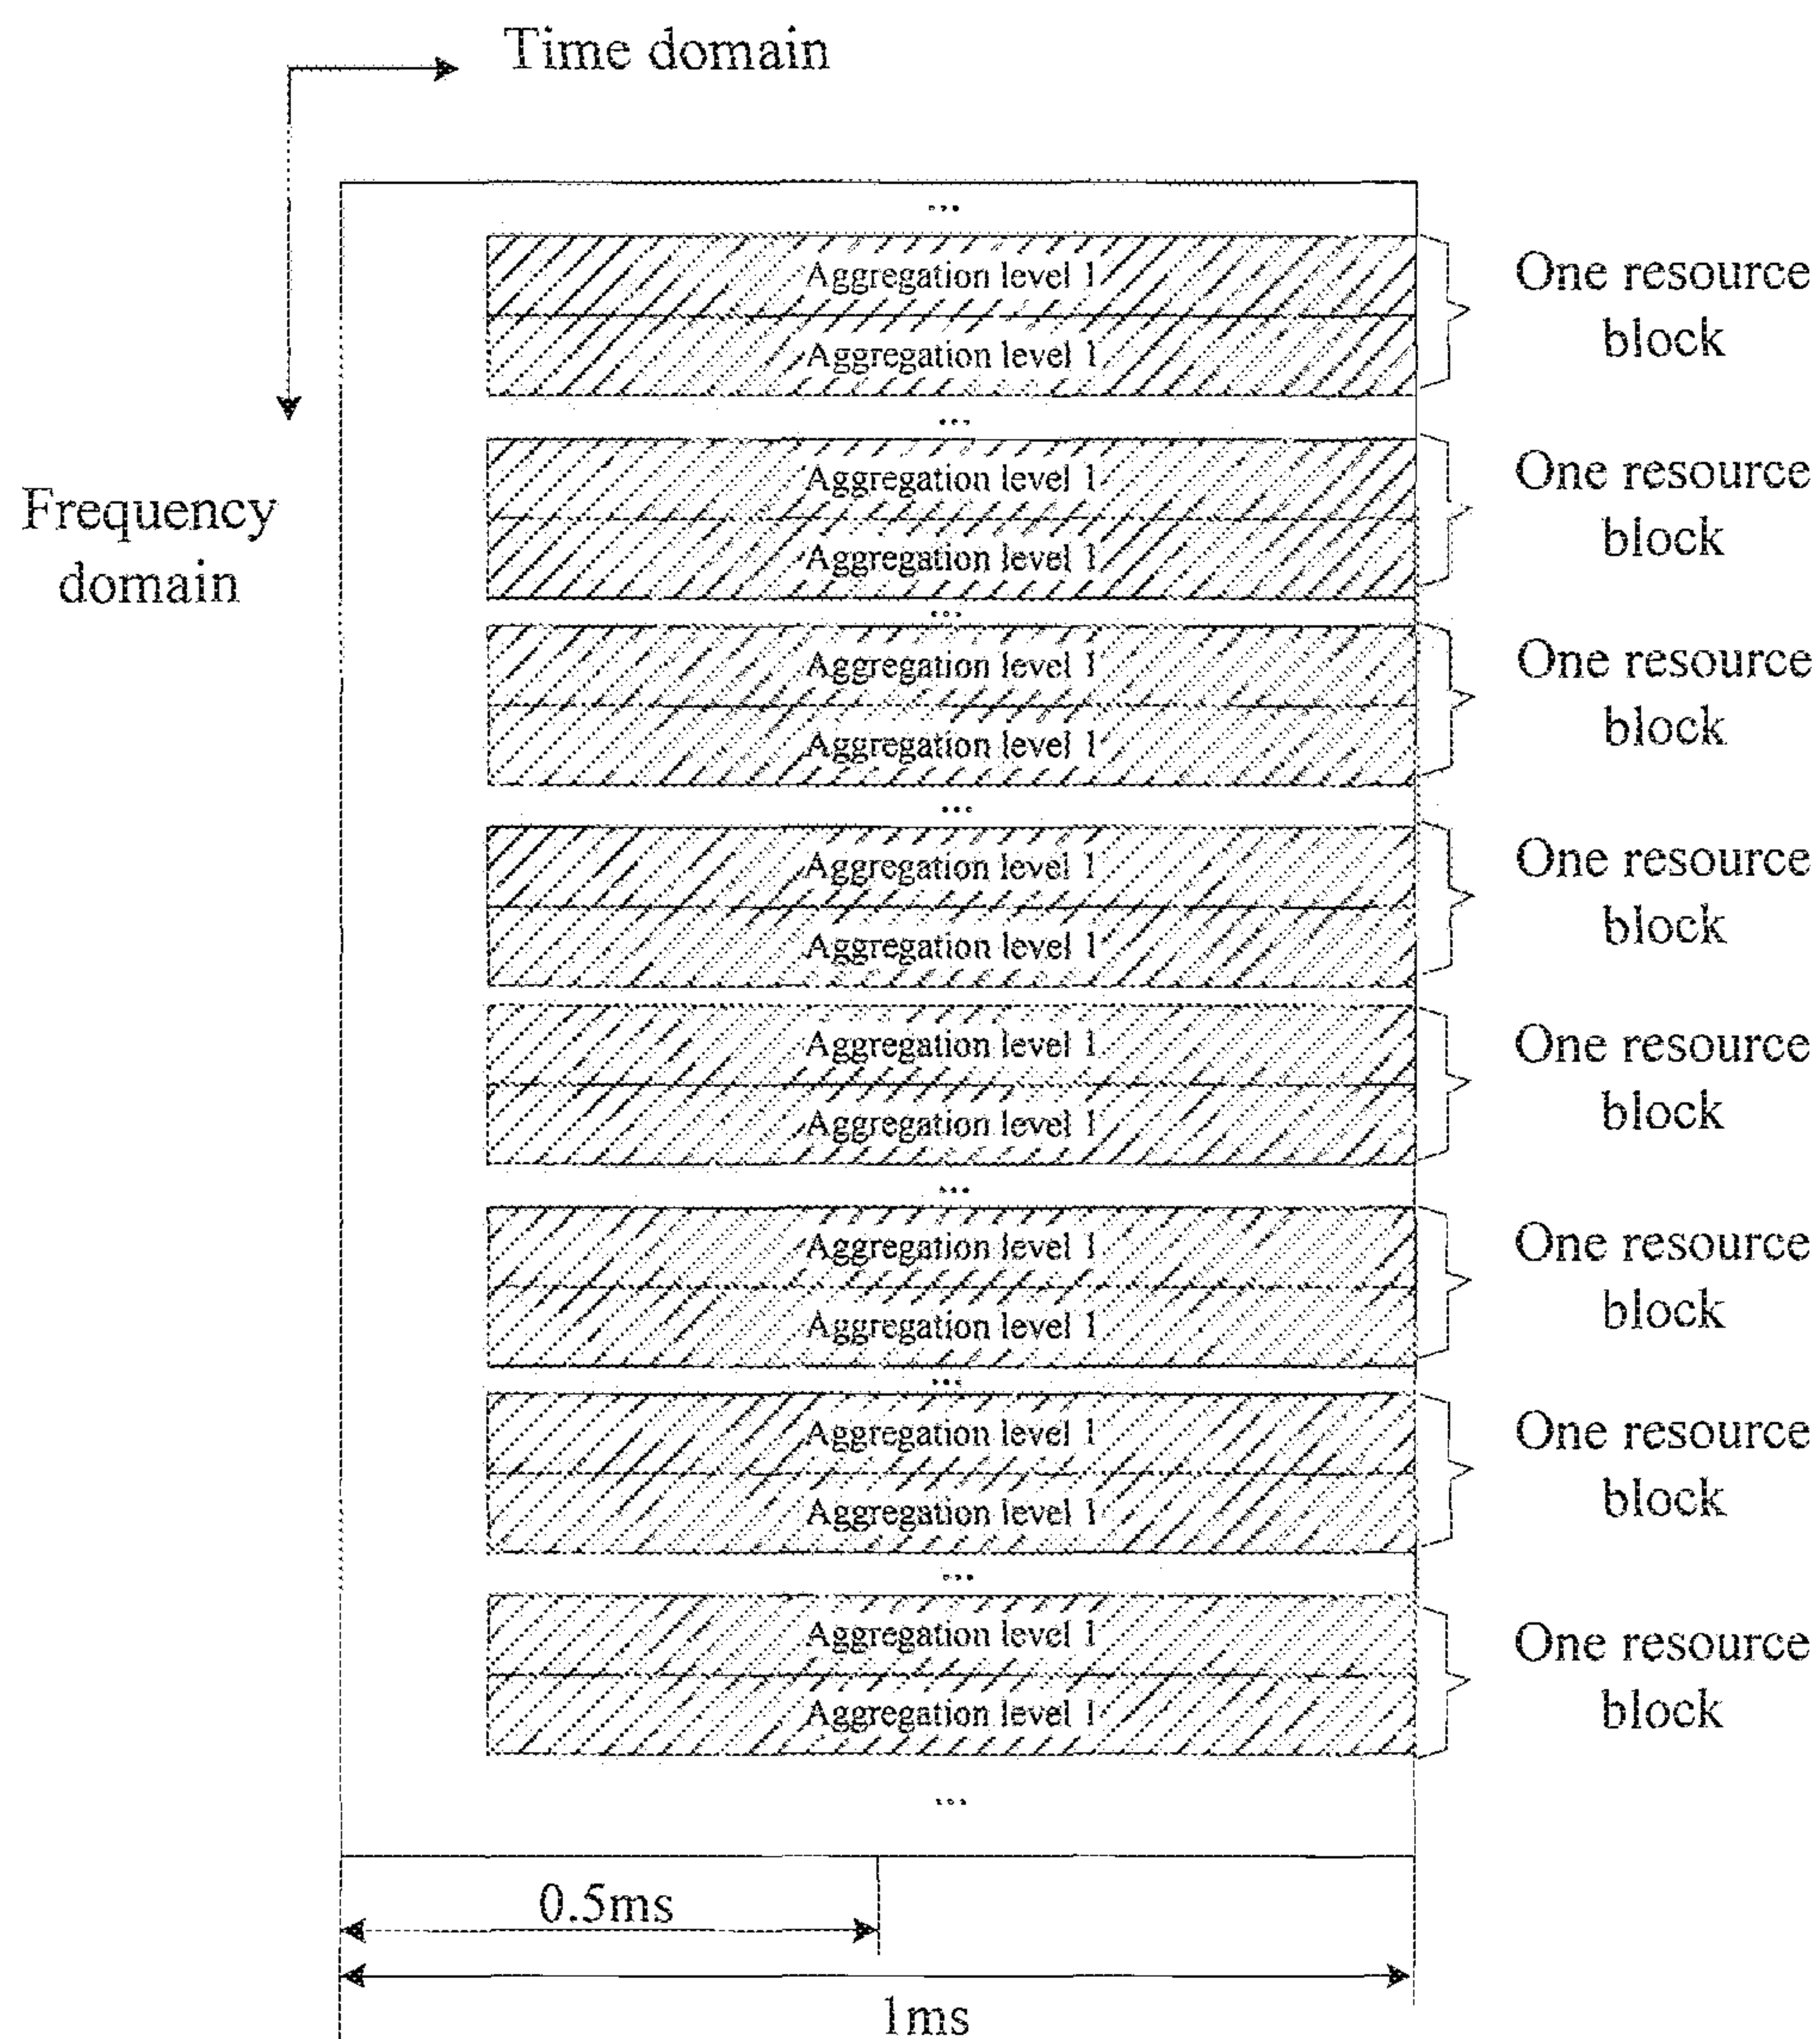 Time domain
...
Aggregation level 1
One resource
block
Aggregation level 1
...
Frequency
domain
Aggregation level 1
One resource
block
Aggregation level 1
...
Aggregation level 1
One resource
block
Aggregation level 1
...
Aggregation level 1
One resource
block
Aggregation level 1
Aggregation level 1
One resource
block
Aggregation level 1
...
Aggregation level 1
One resource
block
Aggregation level 1
...
Aggregation level 1
One resource
block
Aggregation level 1
...
Aggregation level 1
One resource
block
Aggregation level 1
...
0.5ms
1ms